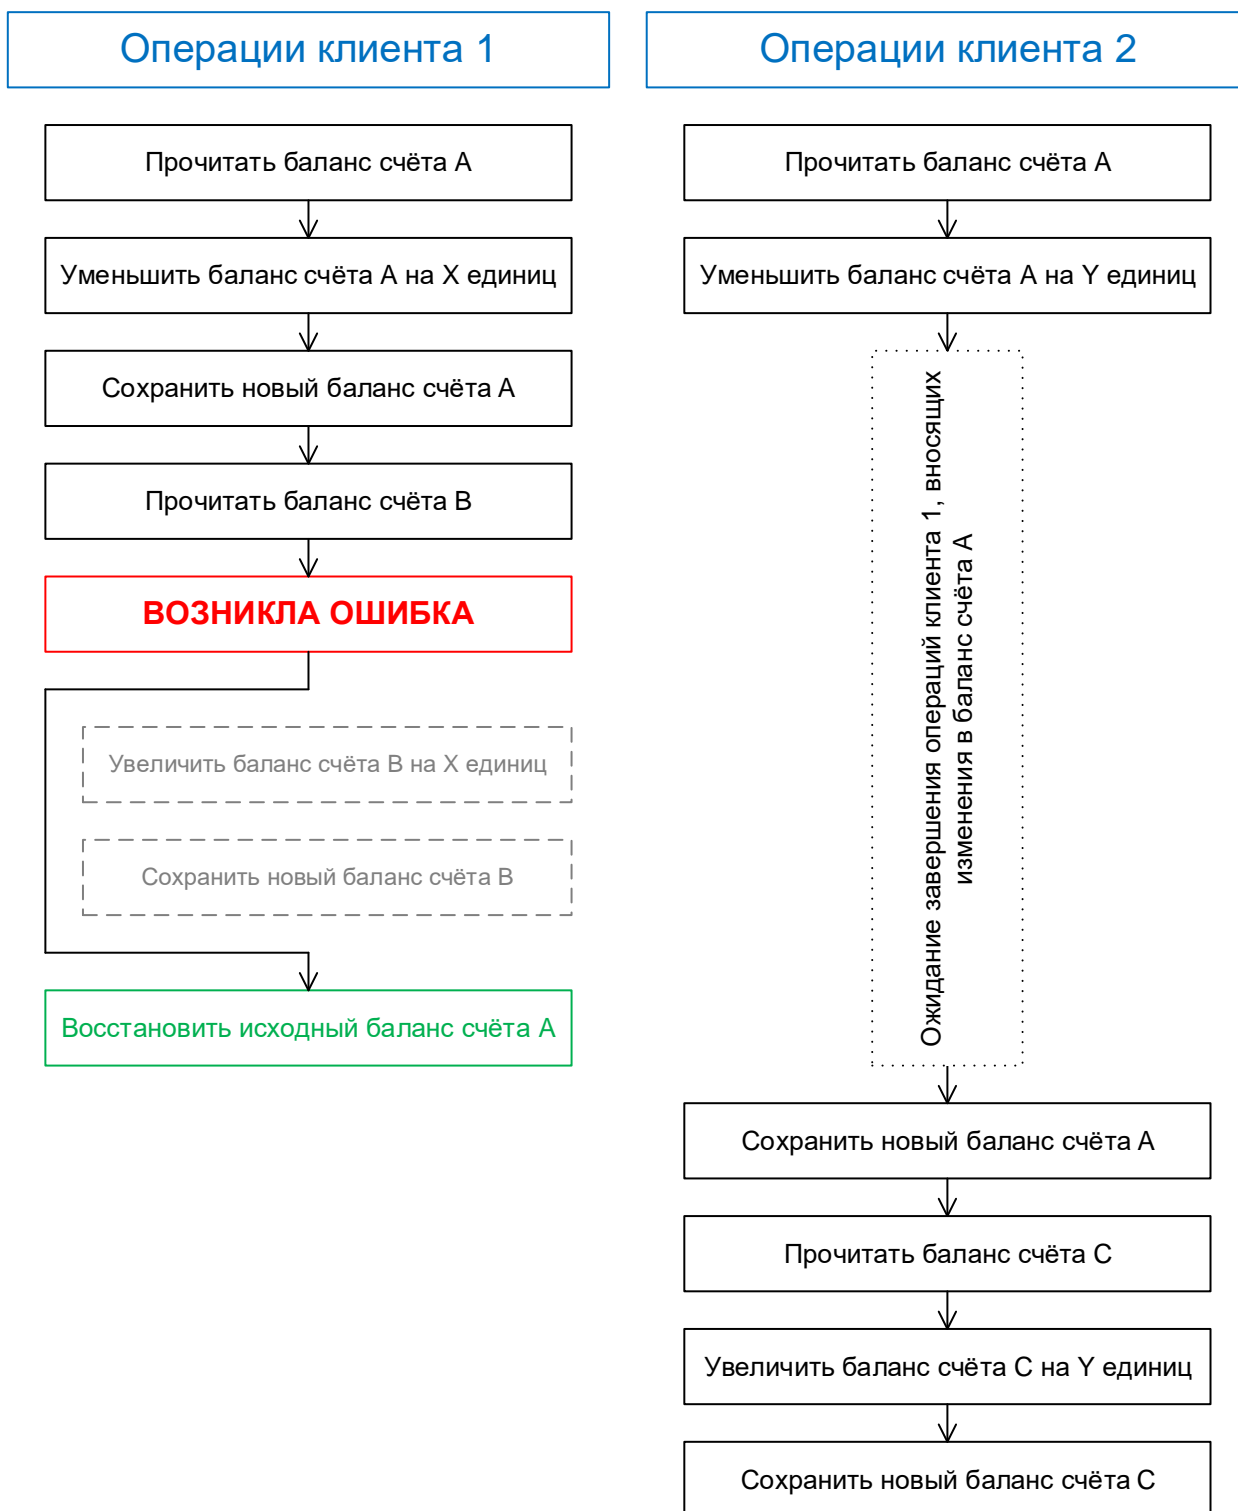 Операции клиента 1
Прочитать баланс счёта A
Уменьшить баланс счёта A на X единиц
Сохранить новый баланс счёта A
Прочитать баланс счёта B
ВОЗНИКЛА ОШИБКА
Увеличить баланс счёта B на X единиц
Сохранить новый баланс счёта B
Восстановить исходный баланс счёта A
Операции клиента 2
Прочитать баланс счёта A
Уменьшить баланс счёта A на Y единиц
Ожидание завершения операций клиента 1, вносящих
изменения в баланс счёта A
Сохранить новый баланс счёта A
Прочитать баланс счёта C
Увеличить баланс счёта C на Y единиц
Сохранить новый баланс счёта C